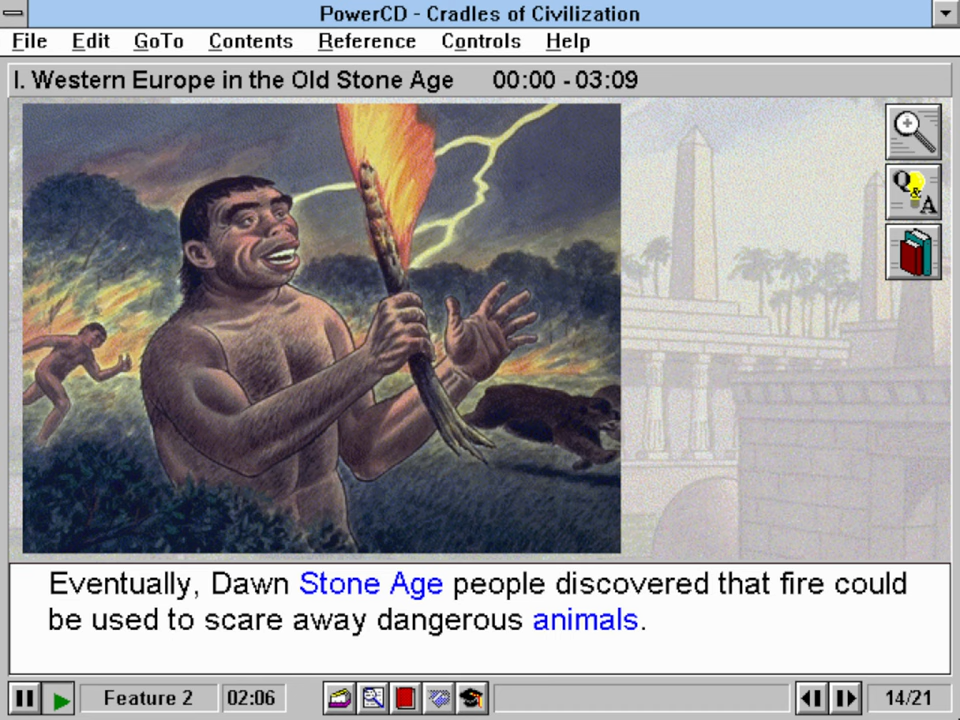 PowerCD - Cradles of Civilization
File Edit GoTo Contents Reference Controls Help
I. Western Europe in the Old Stone Age 00:00 - 03:09
Q & A
Eventually, Dawn Stone Age people discovered that fire could
be used to scare away dangerous animals.
Feature 2 02:06 14/21